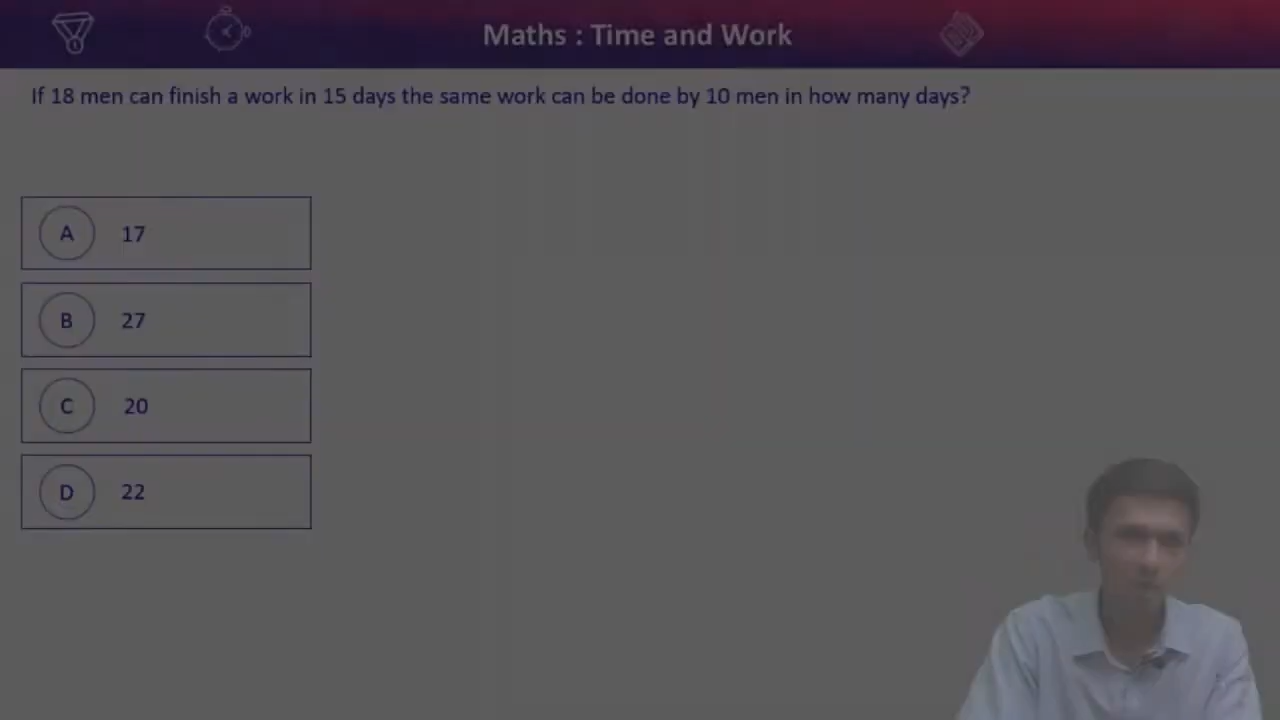 Maths : Time and Work
If 18 men can finish a work in 15 days the same work can be done by 10 men in how many days?
A 17
B 27
C 20
D 22